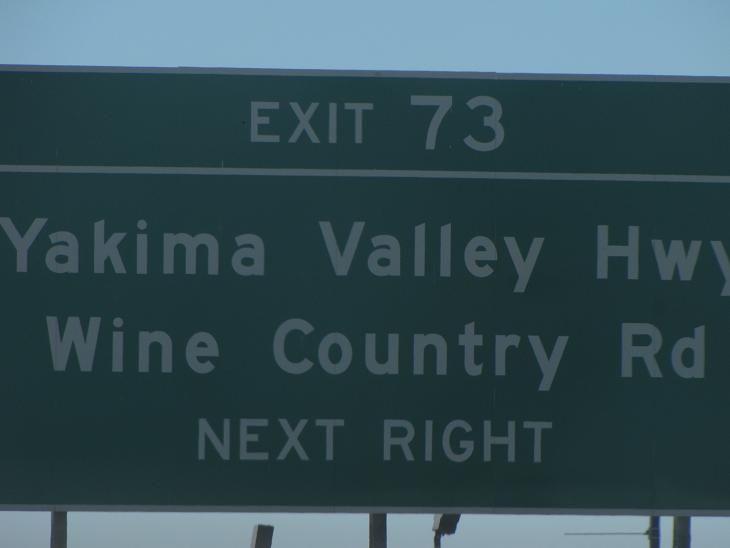 EXIT 73
Yakima Valley Hwy
Wine Country Rd
NEXT RIGHT